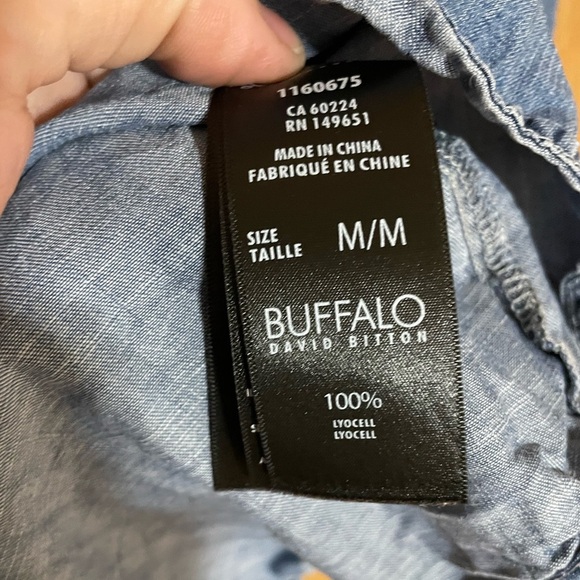 1160675
CA 60224
RN 149651
MADE IN CHINA
FABRIQUÉ EN CHINE
SIZE
TAILLE
M/M
BUFFALO
DAVID BITTON
100%
LYOCELL
LYOCELL